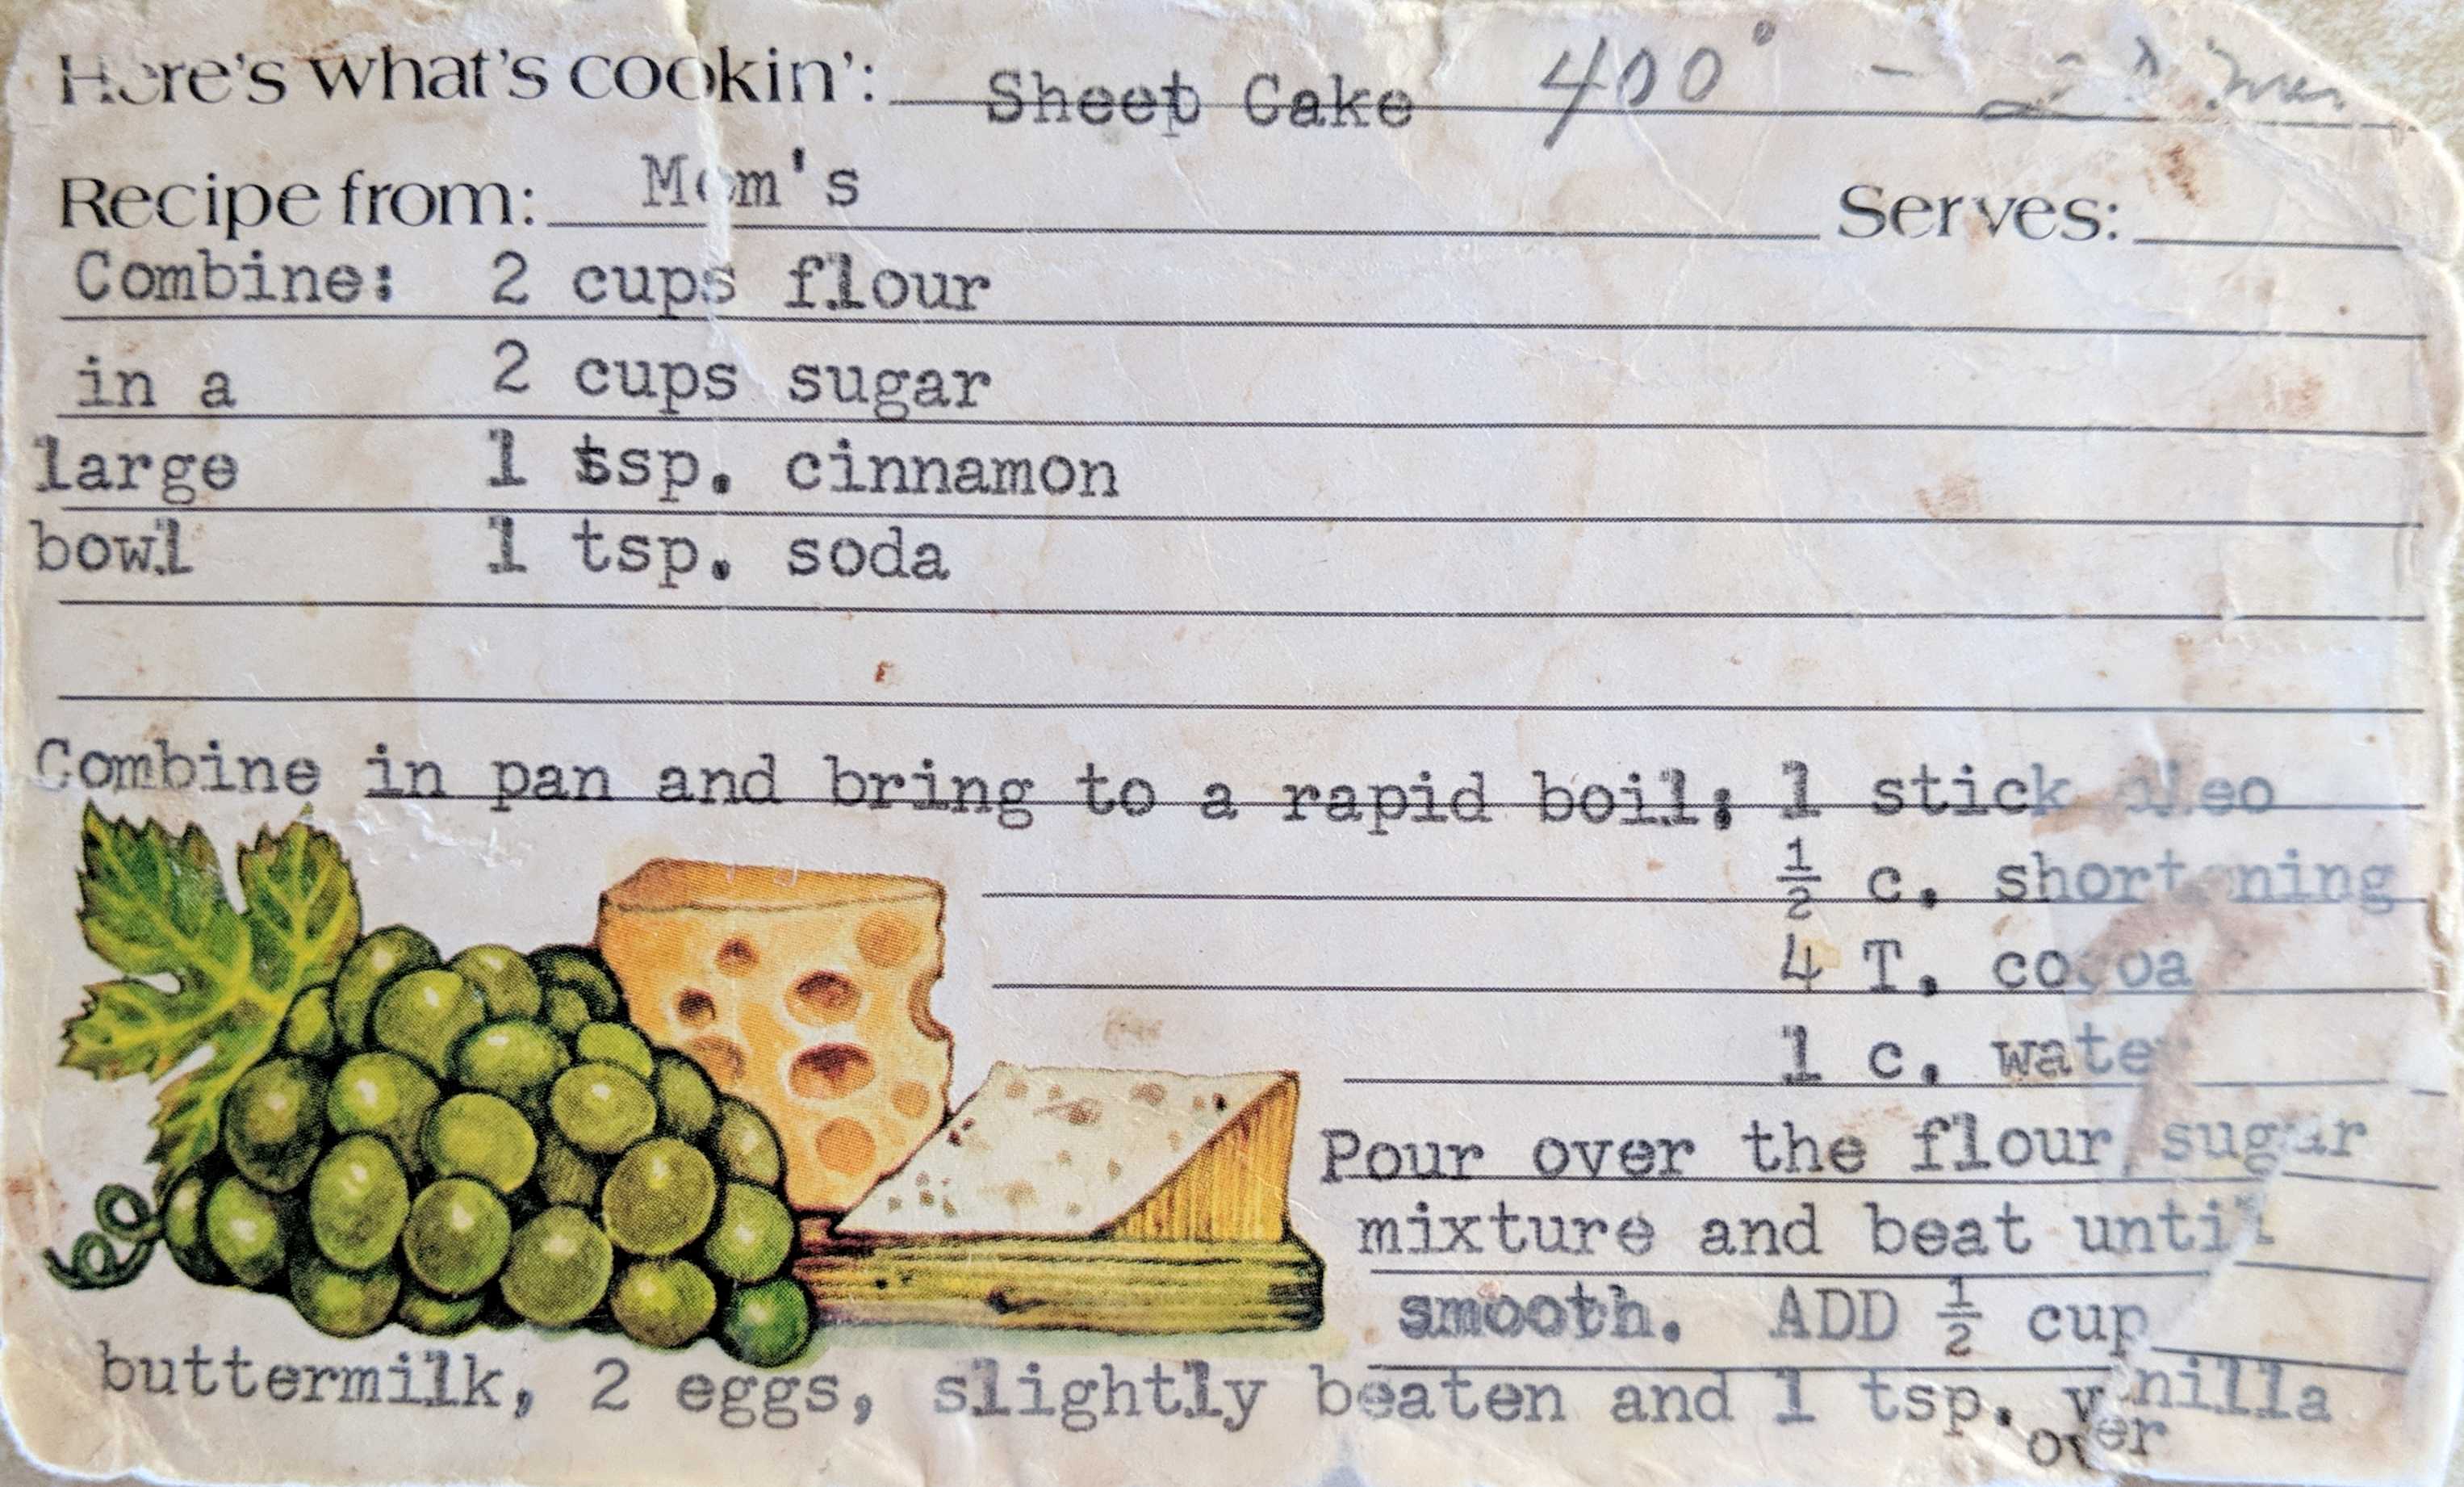 Here's what's cookin': Sheet Cake 400° - 20 min
Recipe from: Mom's Serves:
Combine: 2 cups flour
in a 2 cups sugar
large 1 tsp. cinnamon
bowl 1 tsp. soda
Combine in pan and bring to a rapid boil: 1 stick oleo
½ c. shortening
4 T. cocoa
1 c. water
Pour over the flour, sugar
mixture and beat until
smooth. ADD ½ cup
buttermilk, 2 eggs, slightly beaten and 1 tsp. vanilla
over